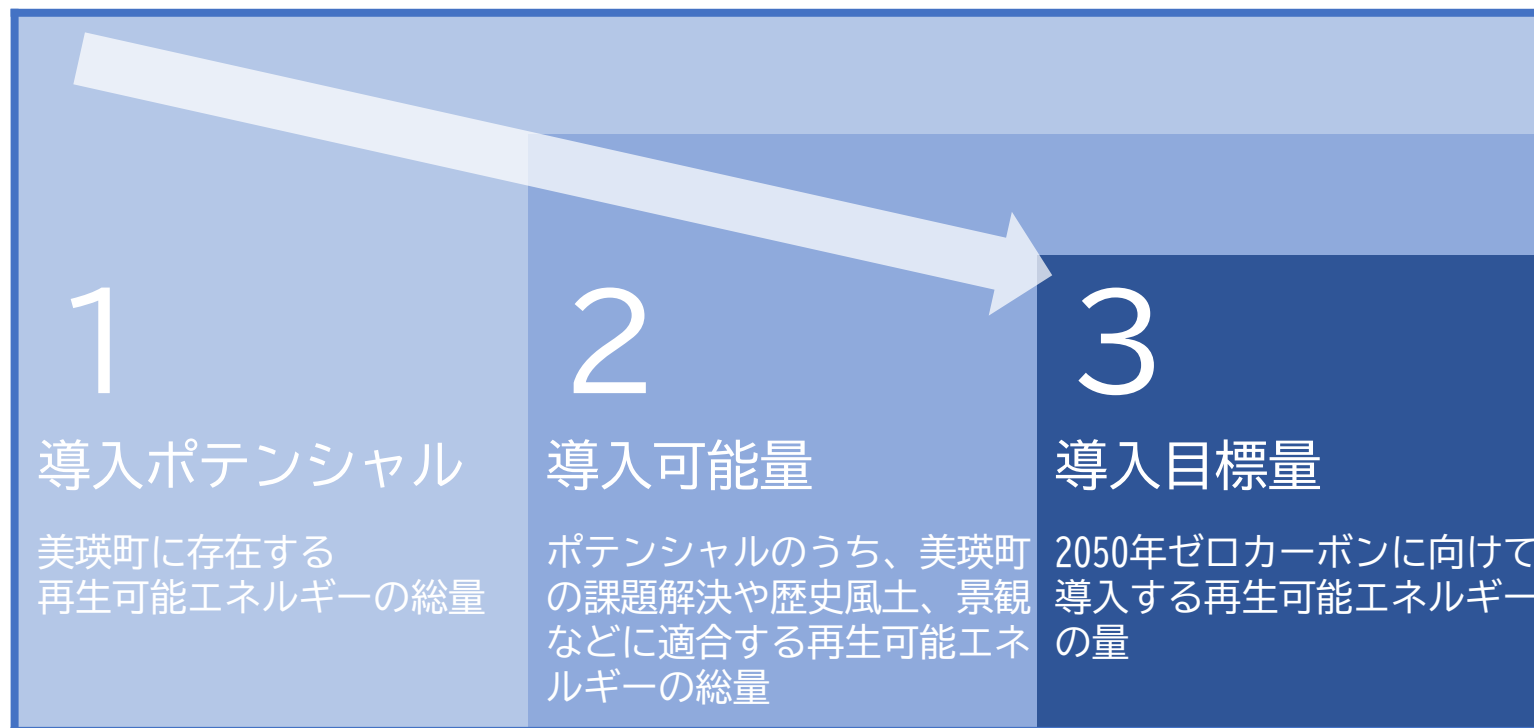 1
導入ポテンシャル
美瑛町に存在する
再生可能エネルギーの総量
2
導入可能量
ポテンシャルのうち、美瑛町
の課題解決や歴史風土、景観
などに適合する再生可能エネ
ルギーの総量
3
導入目標量
2050年ゼロカーボンに向けて
導入する再生可能エネルギー
の量